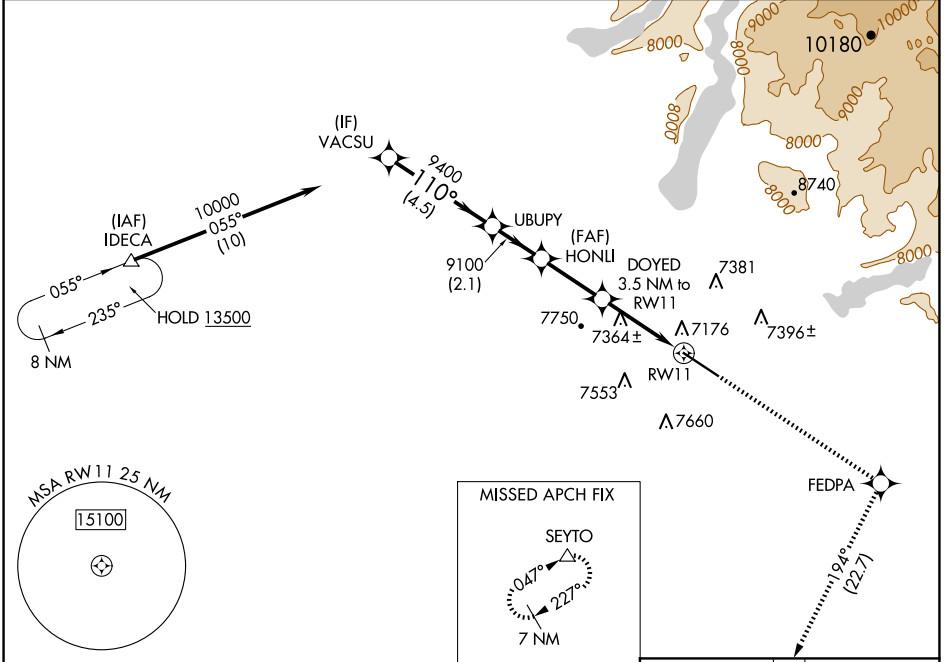 9000
10000
8000
8000
10180
9000
8000
8000
8740
8000
8000
(IF)
VACSU
9400
110°
(4.5)
10000
055°
(10)
(IAF)
IDECA
UBUPY
(FAF)
HONLI
9100
(2.1)
DOYED
3.5 NM to
RW11
7381
055°
235°
HOLD 13500
8 NM
7750
7364±
7176
7396±
RW11
7553
7660
MSA RW11 25 NM
15100
MISSED APCH FIX
SEYTO
047°
227°
7 NM
FEDPA
194°
(22.7)